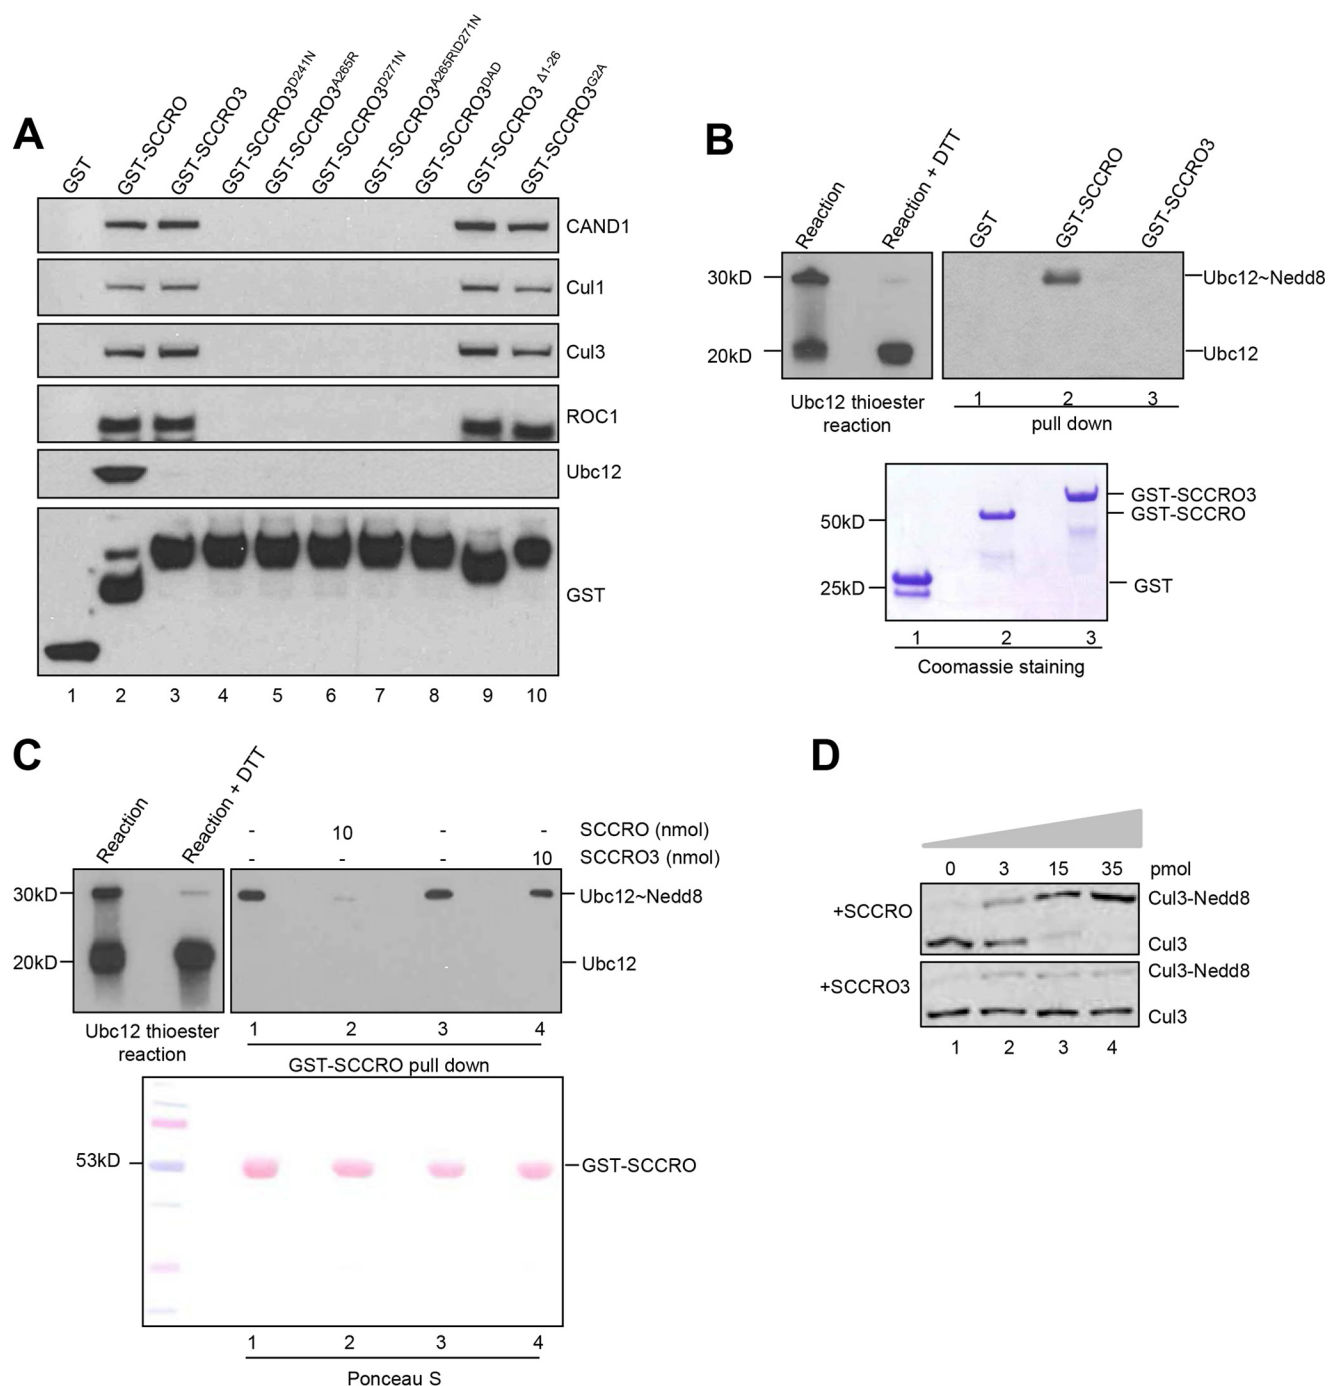 A
GST
GST-SCCRO
GST-SCCRO3
GST-SCCRO3D241N
GST-SCCRO3A265R
GST-SCCRO3D271N
GST-SCCRO3A265R\D271N
GST-SCCRO3DAD
GST-SCCRO3 Δ1-26
GST-SCCRO3G2A
CAND1
Cul1
Cul3
ROC1
Ubc12
GST
1 2 3 4 5 6 7 8 9 10
B
Reaction
Reaction + DTT
GST
GST-SCCRO
GST-SCCRO3
30kD
Ubc12~Nedd8
20kD
Ubc12
1 2 3
Ubc12 thioester
reaction
pull down
GST-SCCRO3
50kD
GST-SCCRO
25kD
GST
1 2 3
Coomassie staining
C
Reaction
Reaction + DTT
- 10 - - SCCRO (nmol)
- - - 10 SCCRO3 (nmol)
30kD
Ubc12~Nedd8
20kD
Ubc12
1 2 3 4
Ubc12 thioester
reaction
GST-SCCRO pull down
53kD
GST-SCCRO
1 2 3 4
Ponceau S
D
0 3 15 35 pmol
+SCCRO
Cul3-Nedd8
Cul3
+SCCRO3
Cul3-Nedd8
Cul3
1 2 3 4